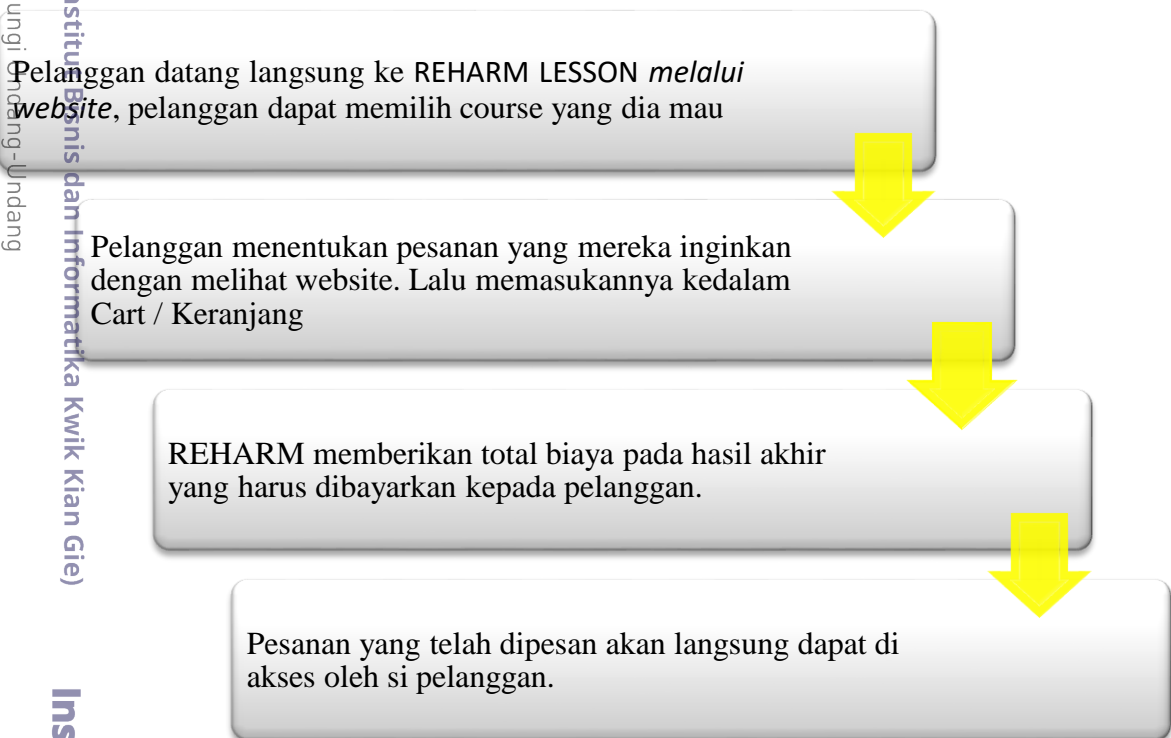 Pelanggan datang langsung ke REHARM LESSON melalui
website, pelanggan dapat memilih course yang dia mau
Pelanggan menentukan pesanan yang mereka inginkan
dengan melihat website. Lalu memasukannya kedalam
Cart / Keranjang
REHARM memberikan total biaya pada hasil akhir
yang harus dibayarkan kepada pelanggan.
Pesanan yang telah dipesan akan langsung dapat di
akses oleh si pelanggan.
stitut Bisnis dan Informatika Kwik Kian Gie)
ungi Undang-Undang
Ins